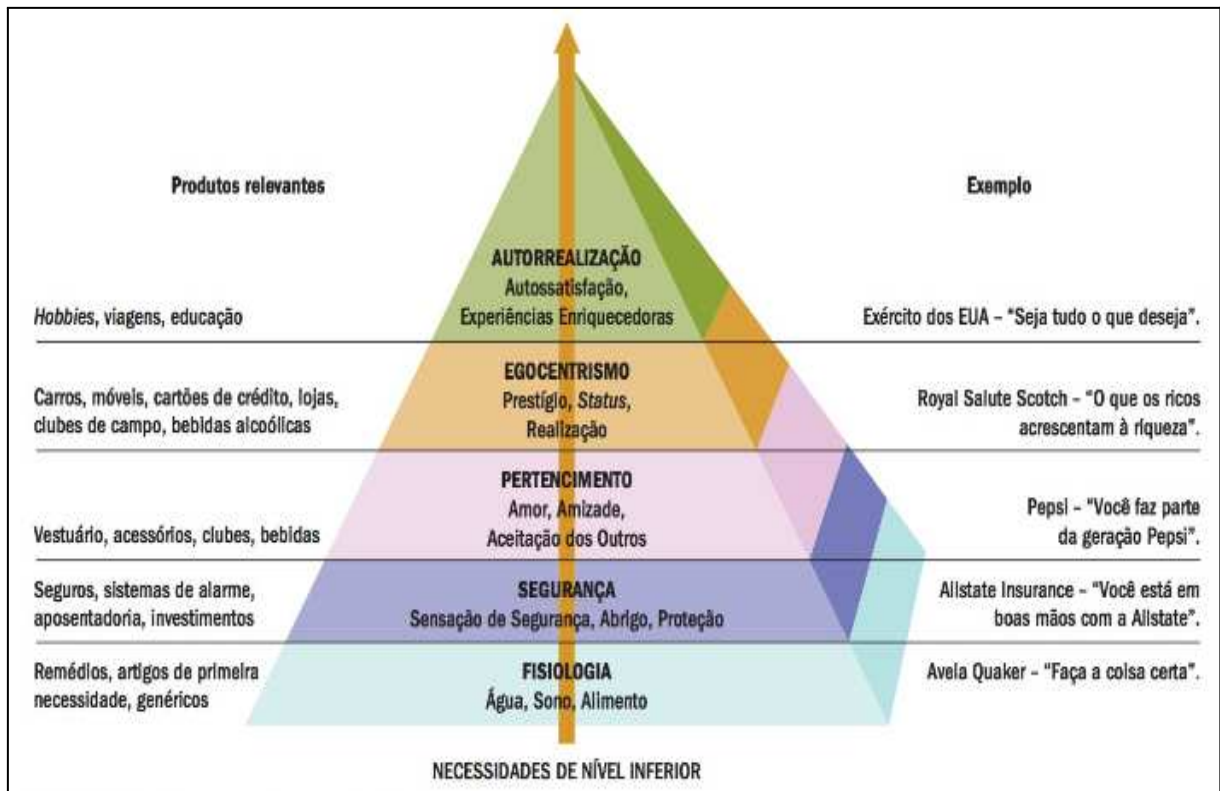 Produtos relevantes
Exemplo
AUTORREALIZAÇÃO
Autossatisfação,
Experiências Enriquecedoras
Hobbies, viagens, educação
Exército dos EUA – “Seja tudo o que deseja”.
EGOCENTRISMO
Prestígio, Status,
Realização
Carros, móveis, cartões de crédito, lojas,
clubes de campo, bebidas alcoólicas
Royal Salute Scotch – “O que os ricos
acrescentam à riqueza”.
PERTENCIMENTO
Amor, Amizade,
Aceitação dos Outros
Vestuário, acessórios, clubes, bebidas
Pepsi – “Você faz parte
da geração Pepsi”.
SEGURANÇA
Sensação de Segurança, Abrigo, Proteção
Seguros, sistemas de alarme,
aposentadoria, investimentos
Allstate Insurance – “Você está em
boas mãos com a Allstate”.
FISIOLOGIA
Água, Sono, Alimento
Remédios, artigos de primeira
necessidade, genéricos
Aveia Quaker – “Faça a coisa certa”.
NECESSIDADES DE NÍVEL INFERIOR